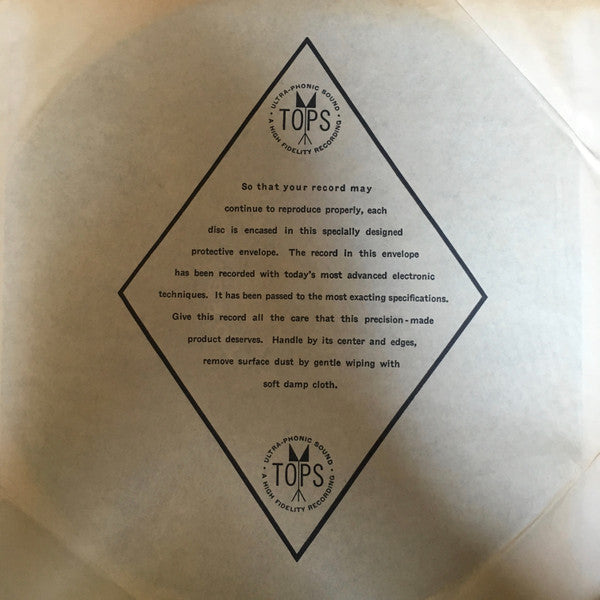 ULTRA-PHONIC SOUND
TOPS
A HIGH FIDELITY RECORDING
So that your record may
continue to reproduce properly, each
disc is encased in this specially designed
protective envelope. The record in this envelope
has been recorded with today's most advanced electronic
techniques. It has been passed to the most exacting specifications.
Give this record all the care that this precision-made
product deserves. Handle by its center and edges,
remove surface dust by gentle wiping with
soft damp cloth.
ULTRA-PHONIC SOUND
TOPS
A HIGH FIDELITY RECORDING